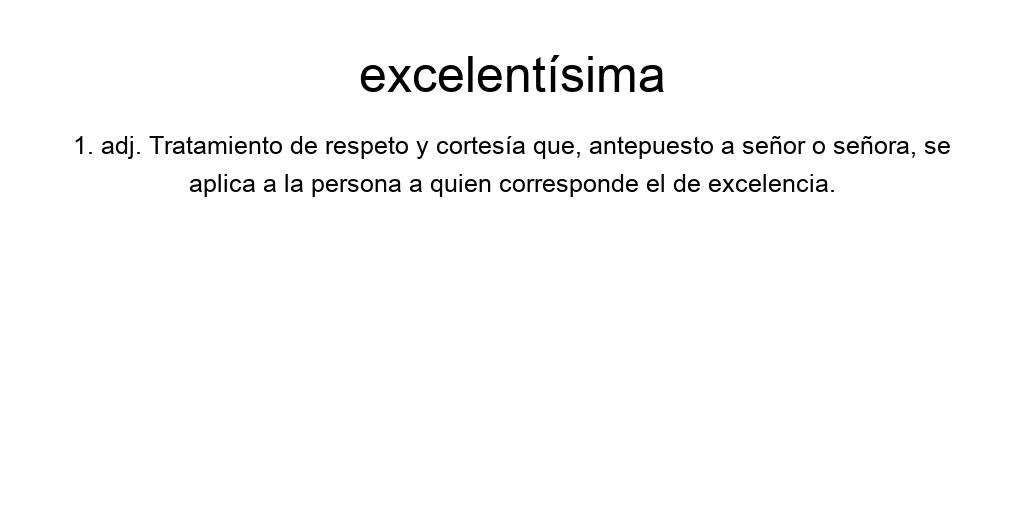 excelentísima
1. adj. Tratamiento de respeto y cortesía que, antepuesto a señor o señora, se
aplica a la persona a quien corresponde el de excelencia.